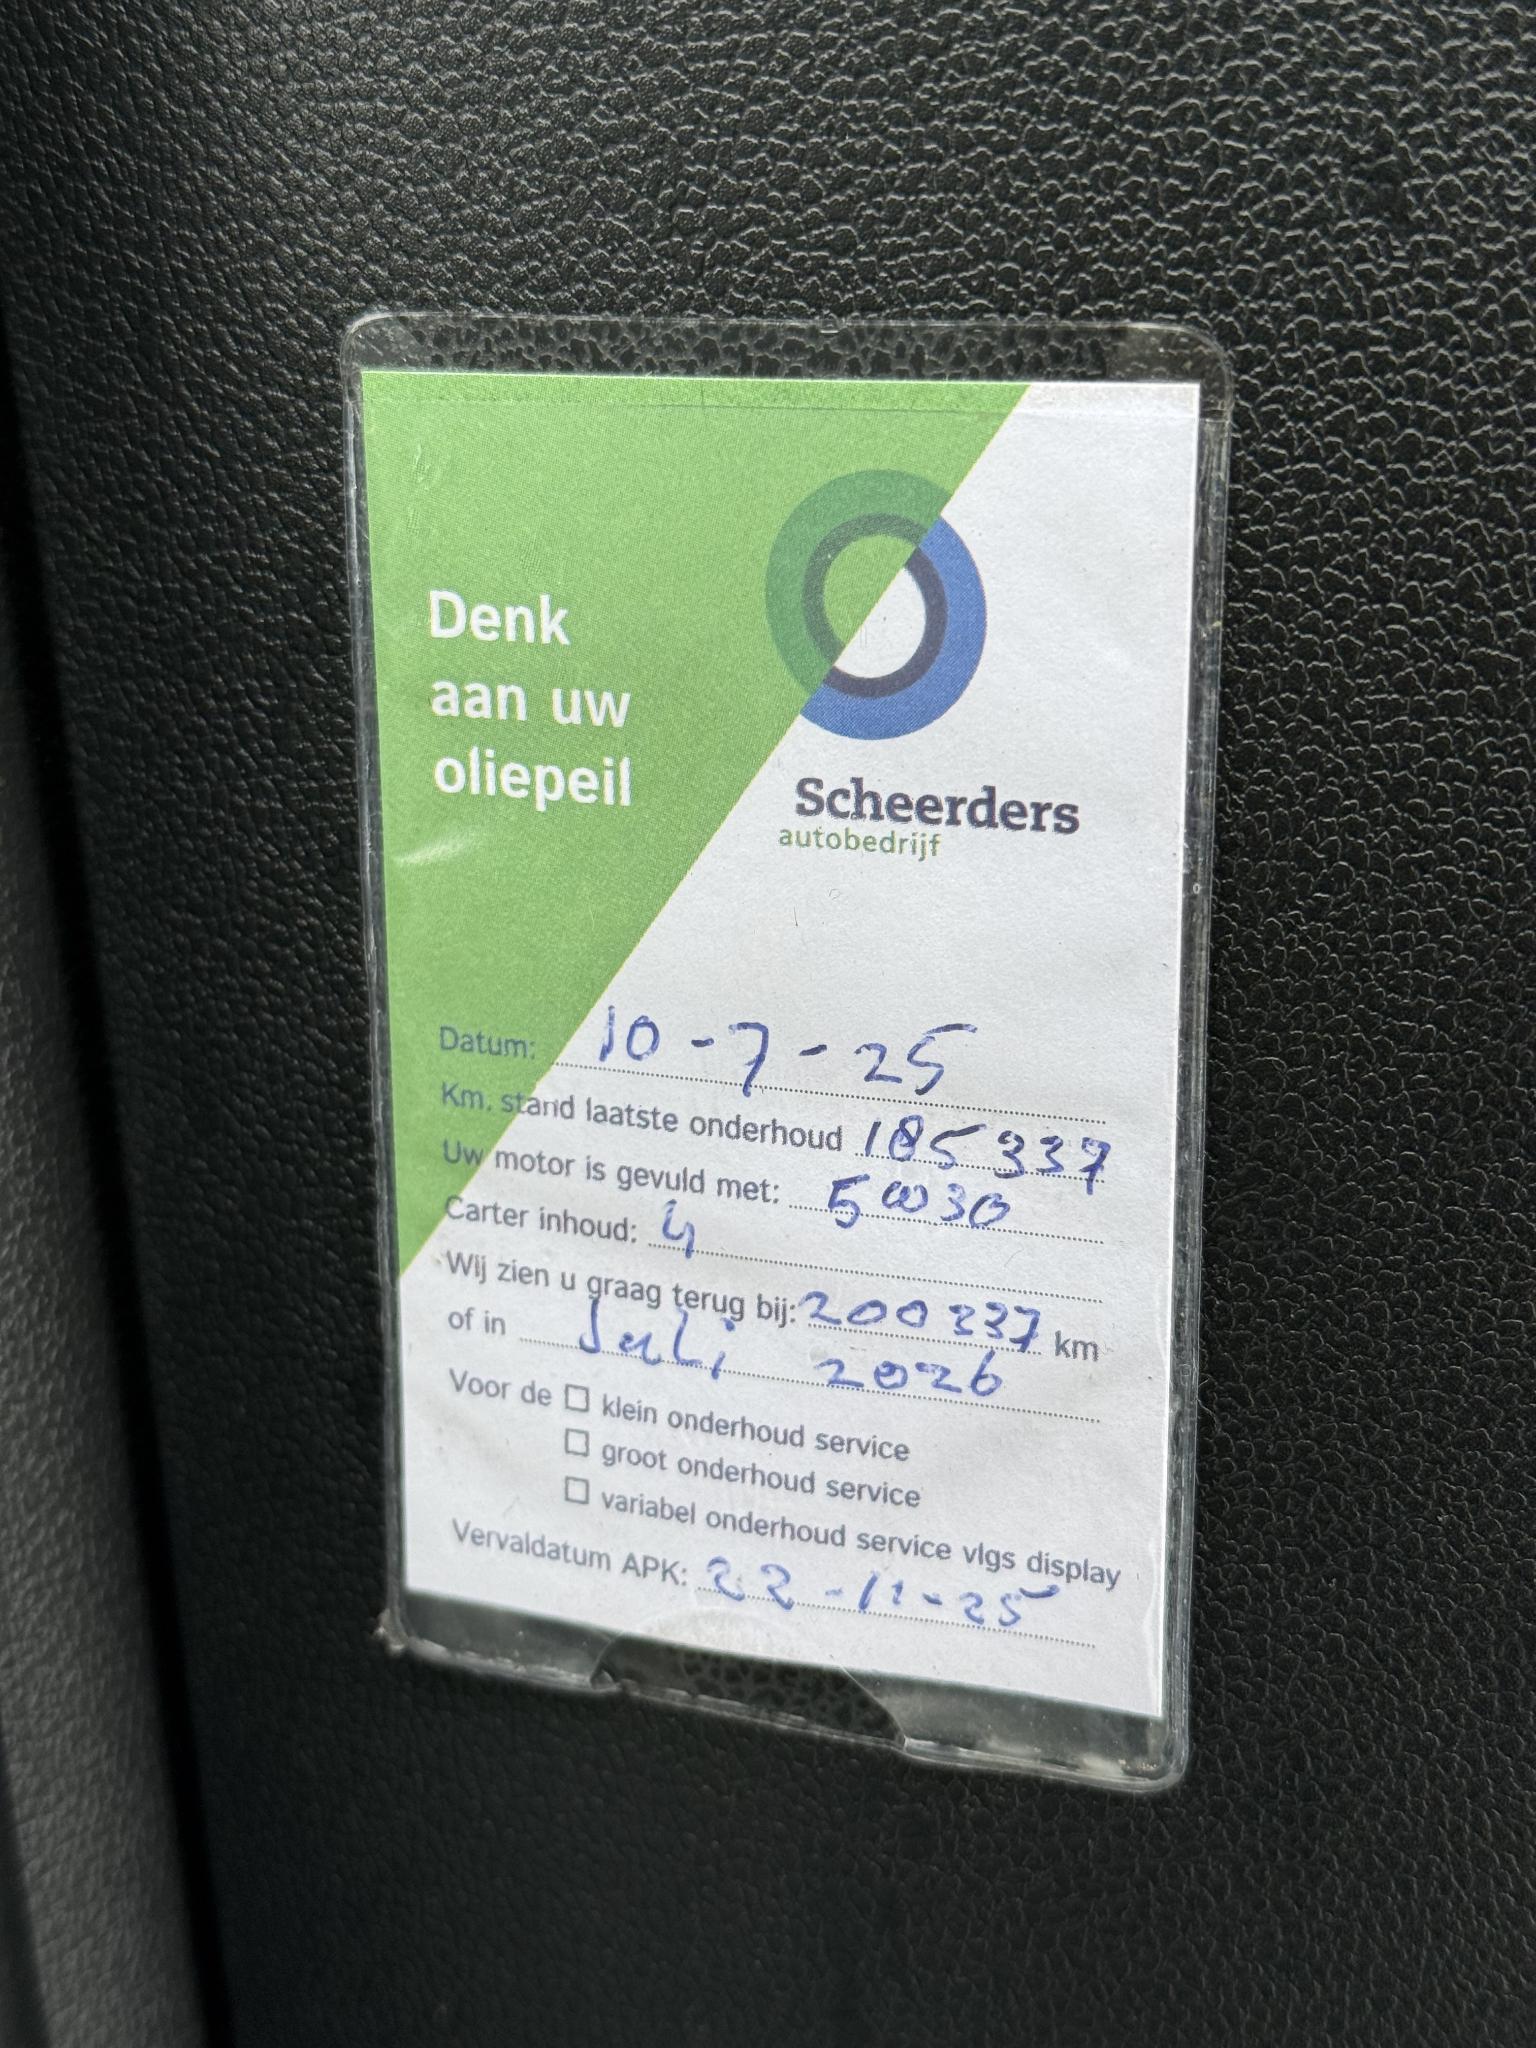 Denk
aan uw
oliepeil
Scheerders
autobedrijf
Datum: 10-7-25
Km. stand laatste onderhoud 185337
Uw motor is gevuld met: 5W30
Carter inhoud: 4
Wij zien u graag terug bij: 200337 km
of in Juli 2026
Voor de ☐ klein onderhoud service
☐ groot onderhoud service
☐ variabel onderhoud service vlgs display
Vervaldatum APK: 22-11-25